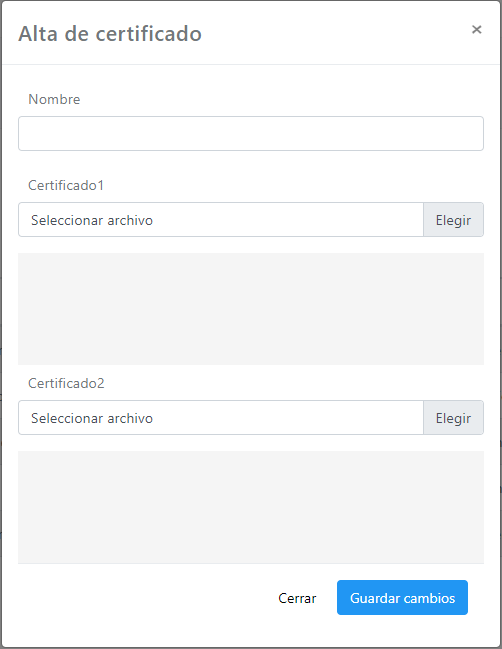 Alta de certificado ×
Nombre
Certificado1
Seleccionar archivo Elegir
Certificado2
Seleccionar archivo Elegir
Cerrar Guardar cambios